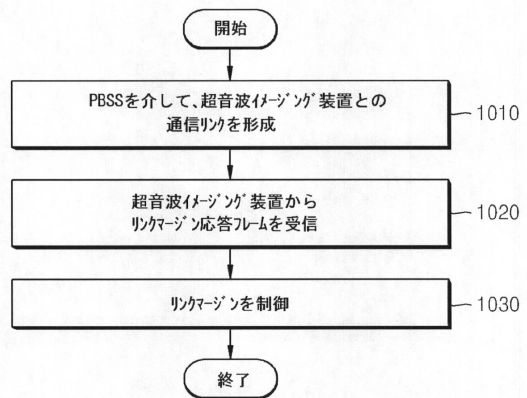 開始
PBSSを介して、超音波イメージング装置との
通信リンクを形成
1010
超音波イメージング装置から
リンクマージン応答フレームを受信
1020
リンクマージンを制御
1030
終了